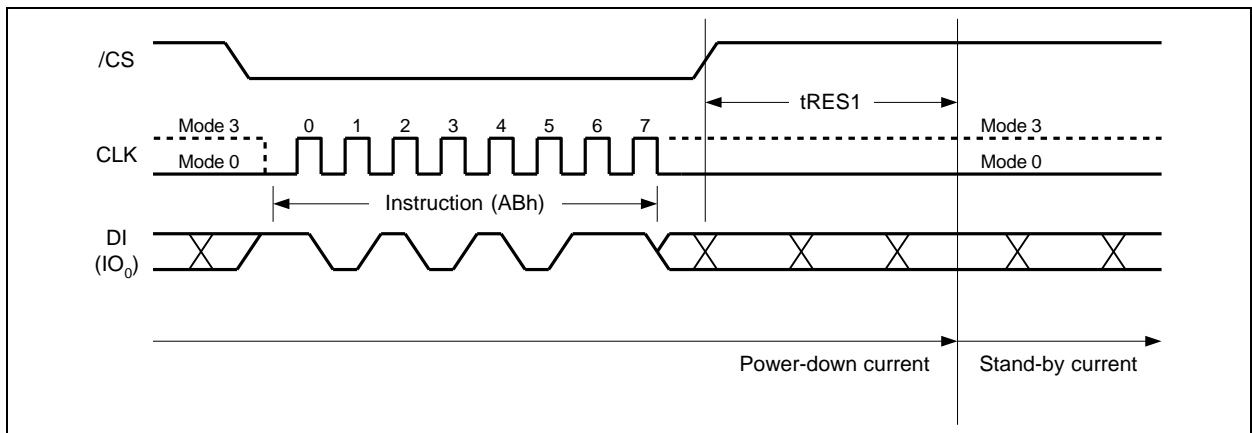 /CS
tRES1
Mode 3 0 1 2 3 4 5 6 7 Mode 3
CLK
Mode 0 Mode 0
Instruction (ABh)
DI
(IO₀)
Power-down current Stand-by current